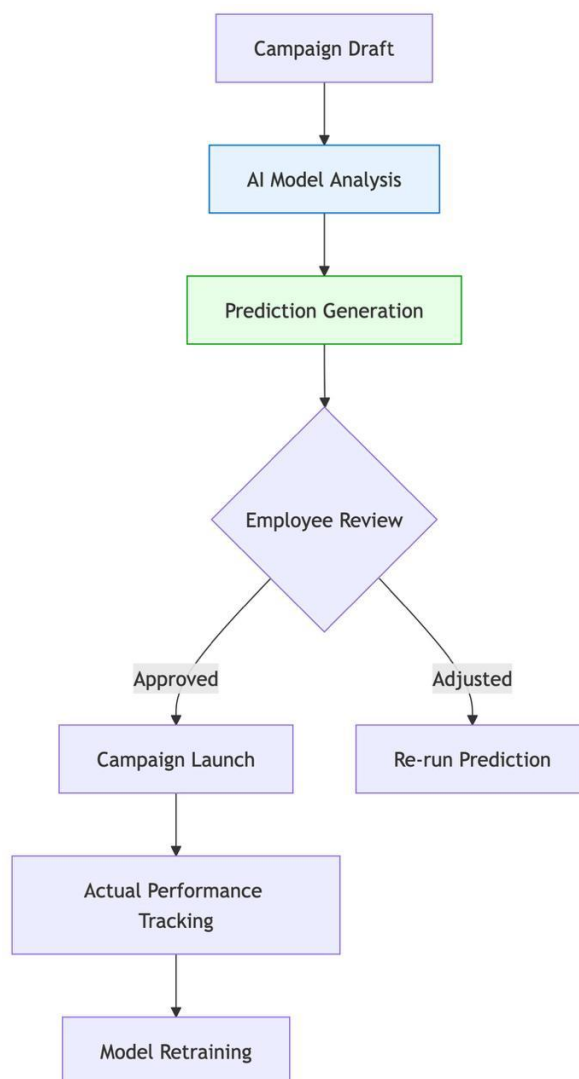 Campaign Draft
AI Model Analysis
Prediction Generation
Employee Review
Approved
Adjusted
Campaign Launch
Re-run Prediction
Actual Performance
Tracking
Model Retraining